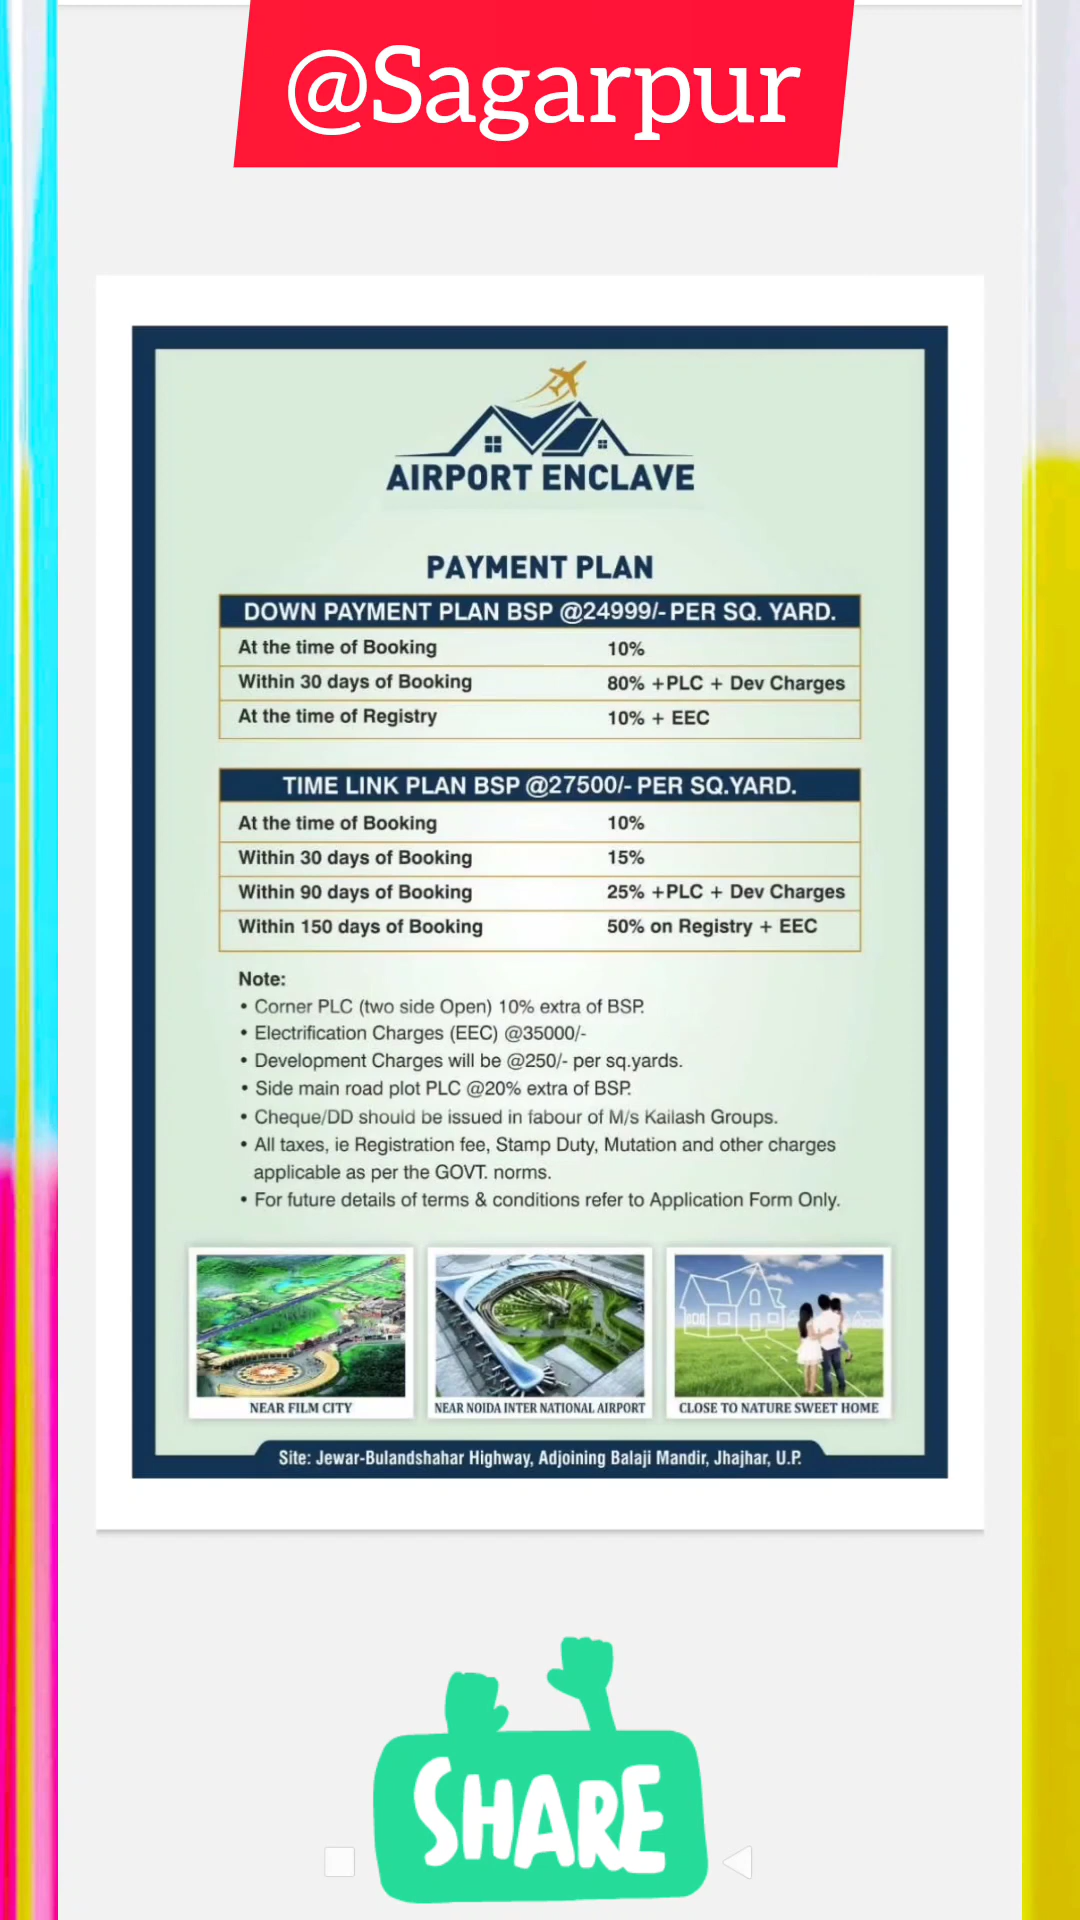 @Sagarpur
AIRPORT ENCLAVE
PAYMENT PLAN
DOWN PAYMENT PLAN BSP @24999/- PER SQ. YARD.
At the time of Booking 10%
Within 30 days of Booking 80% +PLC + Dev Charges
At the time of Registry 10% + EEC
TIME LINK PLAN BSP @27500/- PER SQ.YARD.
At the time of Booking 10%
Within 30 days of Booking 15%
Within 90 days of Booking 25% +PLC + Dev Charges
Within 150 days of Booking 50% on Registry + EEC
Note:
• Corner PLC (two side Open) 10% extra of BSP.
• Electrification Charges (EEC) @35000/-
• Development Charges will be @250/- per sq.yards.
• Side main road plot PLC @20% extra of BSP.
• Cheque/DD should be issued in fabour of M/s Kailash Groups.
• All taxes, ie Registration fee, Stamp Duty, Mutation and other charges
applicable as per the GOVT. norms.
• For future details of terms & conditions refer to Application Form Only.
NEAR FILM CITY
NEAR NOIDA INTER NATIONAL AIRPORT
CLOSE TO NATURE SWEET HOME
Site: Jewar-Bulandshahar Highway, Adjoining Balaji Mandir, Jhajhar, U.P.
SHARE